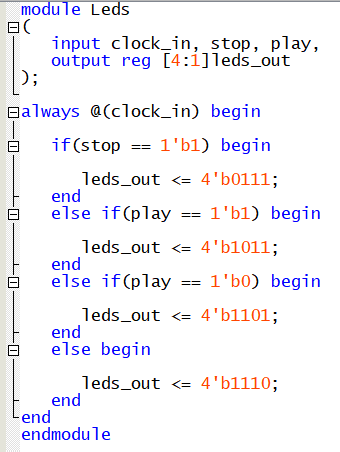 module Leds
(
input clock_in, stop, play,
output reg [4:1]leds_out
);
always @(clock_in) begin
if(stop == 1'b1) begin
leds_out <= 4'b0111;
end
else if(play == 1'b1) begin
leds_out <= 4'b1011;
end
else if(play == 1'b0) begin
leds_out <= 4'b1101;
end
else begin
leds_out <= 4'b1110;
end
end
endmodule